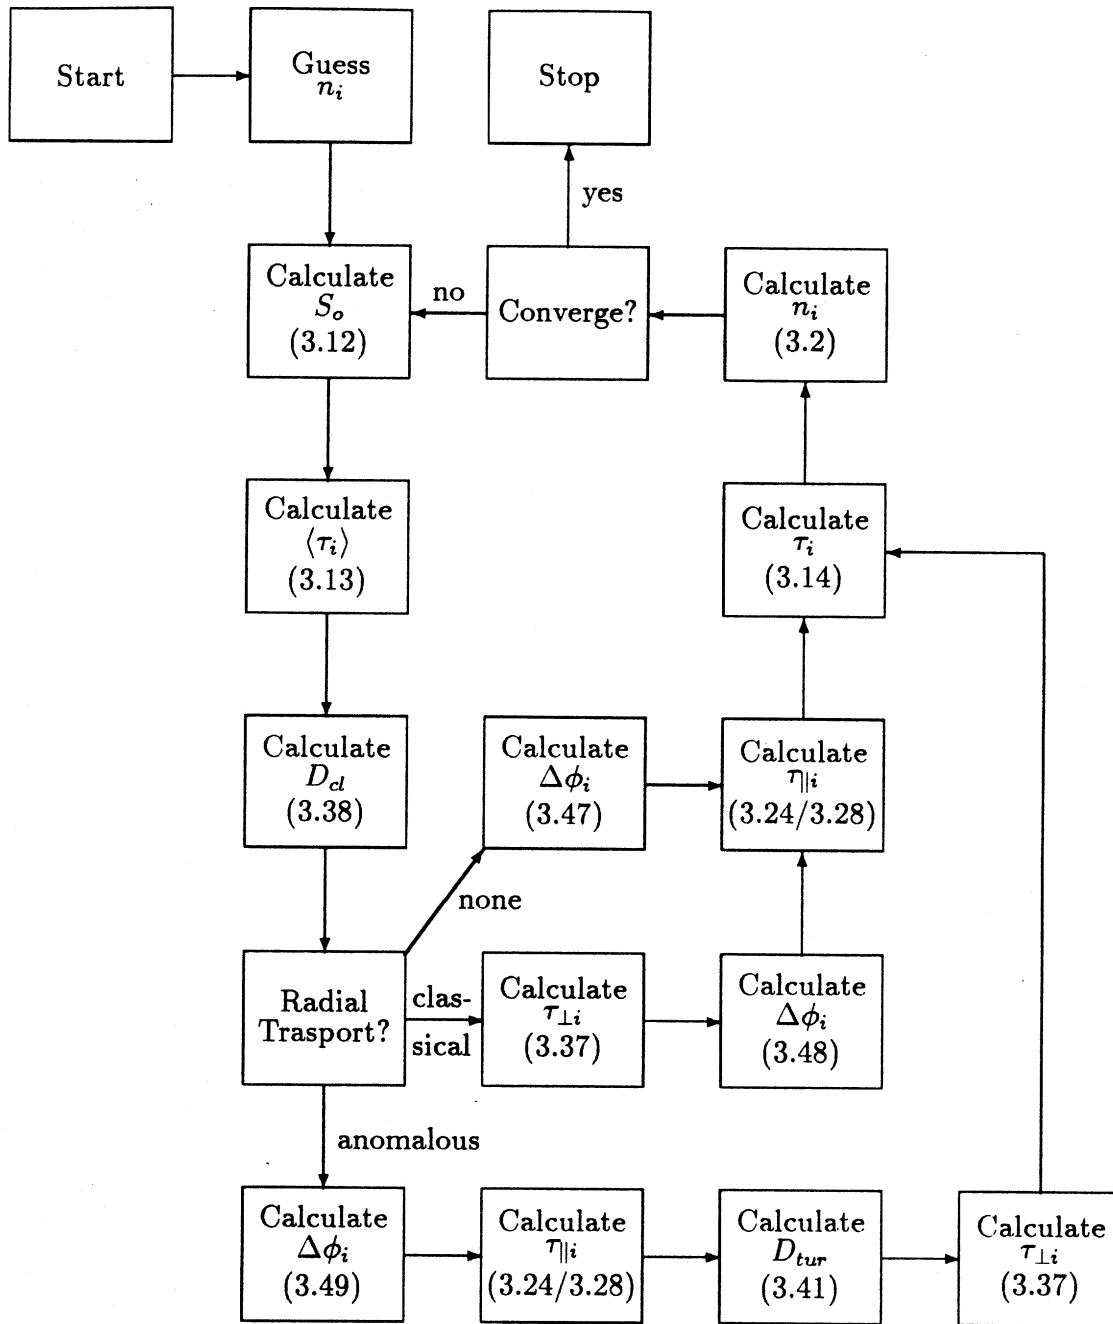 Start
Guess
n_i
Stop
yes
Calculate
S_o
(3.12)
no
Converge?
Calculate
n_i
(3.2)
Calculate
⟨τ_i⟩
(3.13)
Calculate
τ_i
(3.14)
Calculate
D_cl
(3.38)
Calculate
Δϕ_i
(3.47)
Calculate
τ_∥i
(3.24/3.28)
none
Radial
Trasport?
clas-
sical
Calculate
τ_⊥i
(3.37)
Calculate
Δϕ_i
(3.48)
anomalous
Calculate
Δϕ_i
(3.49)
Calculate
τ_∥i
(3.24/3.28)
Calculate
D_tur
(3.41)
Calculate
τ_⊥i
(3.37)